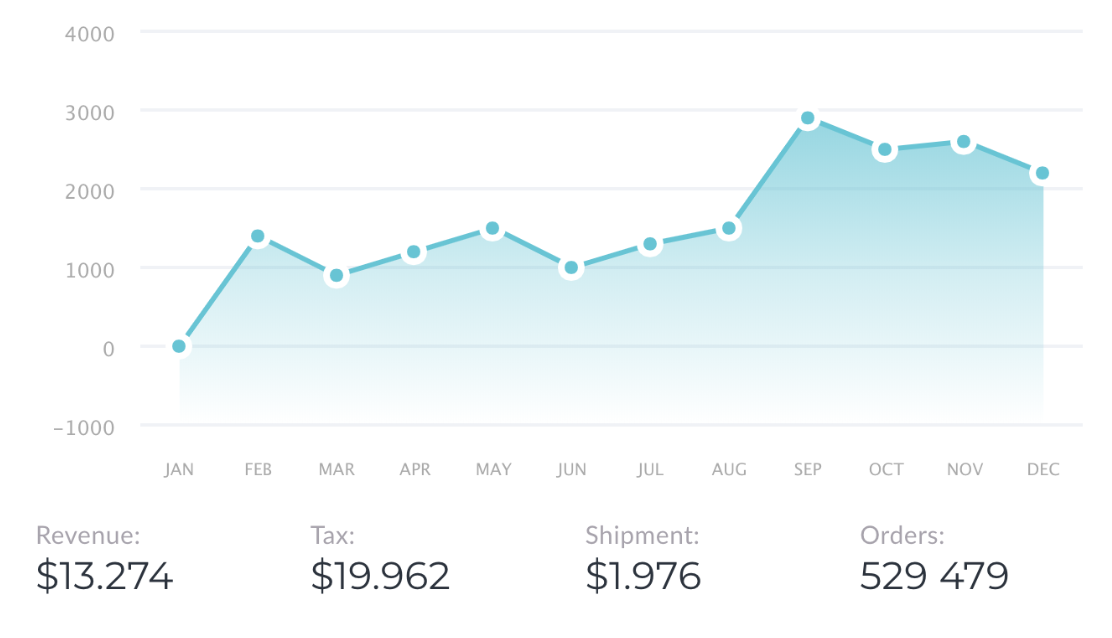 4000
3000
2000
1000
0
−1000
JAN FEB MAR APR MAY JUN JUL AUG SEP OCT NOV DEC
Revenue: Tax: Shipment: Orders:
$13.274 $19.962 $1.976 529 479